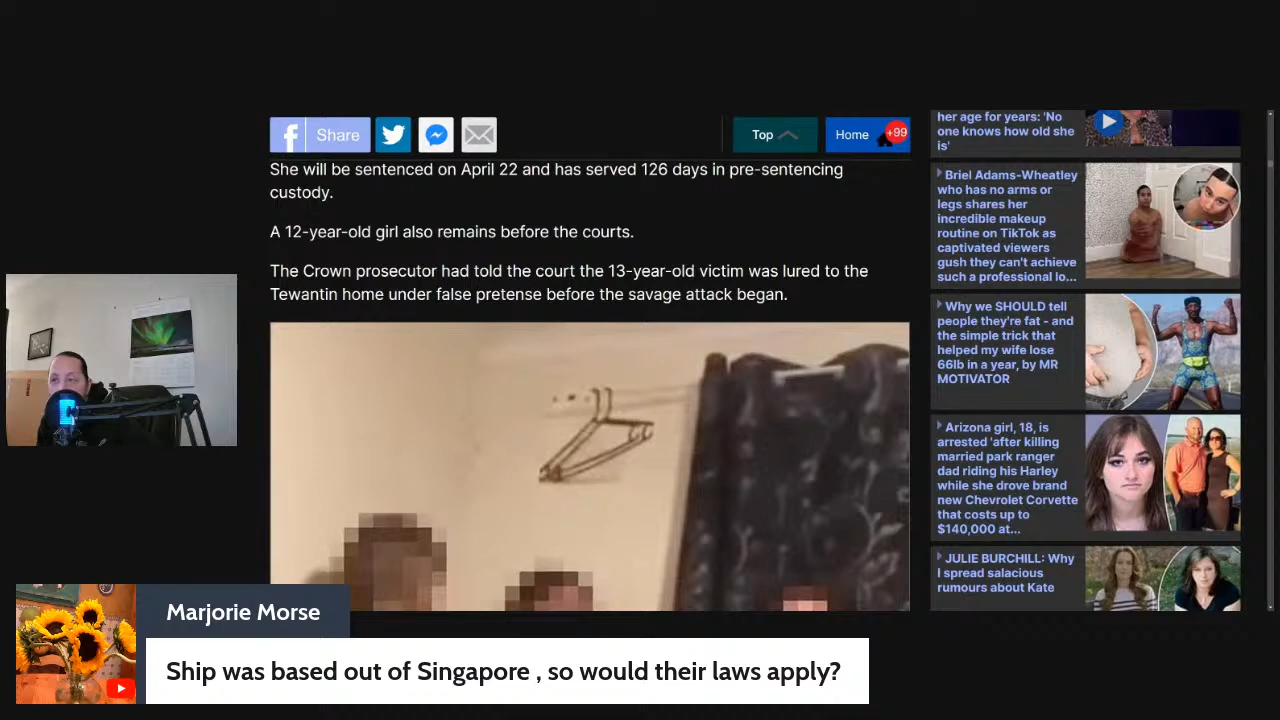 Share
Top
Home
+99
She will be sentenced on April 22 and has served 126 days in pre-sentencing
custody.
A 12-year-old girl also remains before the courts.
The Crown prosecutor had told the court the 13-year-old victim was lured to the
Tewantin home under false pretense before the savage attack began.
her age for years: 'No
one knows how old she
is'
Briel Adams-Wheatley
who has no arms or
legs shares her
incredible makeup
routine on TikTok as
captivated viewers
gush they can't achieve
such a professional lo...
Why we SHOULD tell
people they're fat - and
the simple trick that
helped my wife lose
66lb in a year, by MR
MOTIVATOR
Arizona girl, 18, is
arrested 'after killing
married park ranger
dad riding his Harley
while she drove brand
new Chevrolet Corvette
that costs up to
$140,000 at...
JULIE BURCHILL: Why
I spread salacious
rumours about Kate
Marjorie Morse
Ship was based out of Singapore , so would their laws apply?